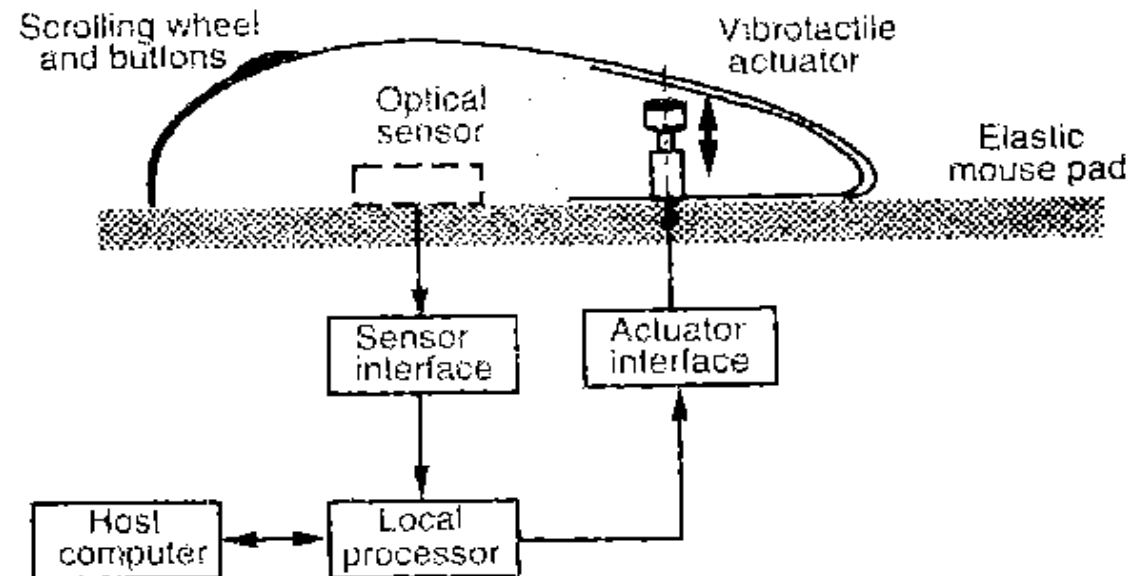 Scrolling wheel
and buttons
Vibrotactile
actuator
Optical
sensor
Elastic
mouse pad
Sensor
interface
Actuator
interface
Host
computer
Local
processor